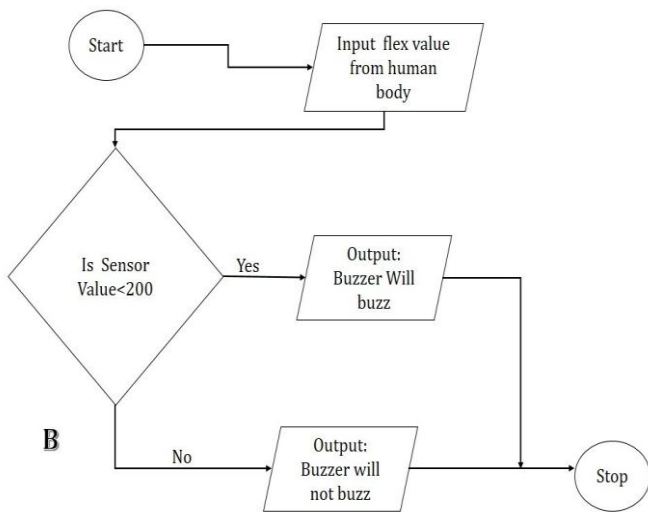 Start
Input flex value
from human
body
Is Sensor
Value<200
Yes
Output:
Buzzer Will
buzz
B
No
Output:
Buzzer will
not buzz
Stop